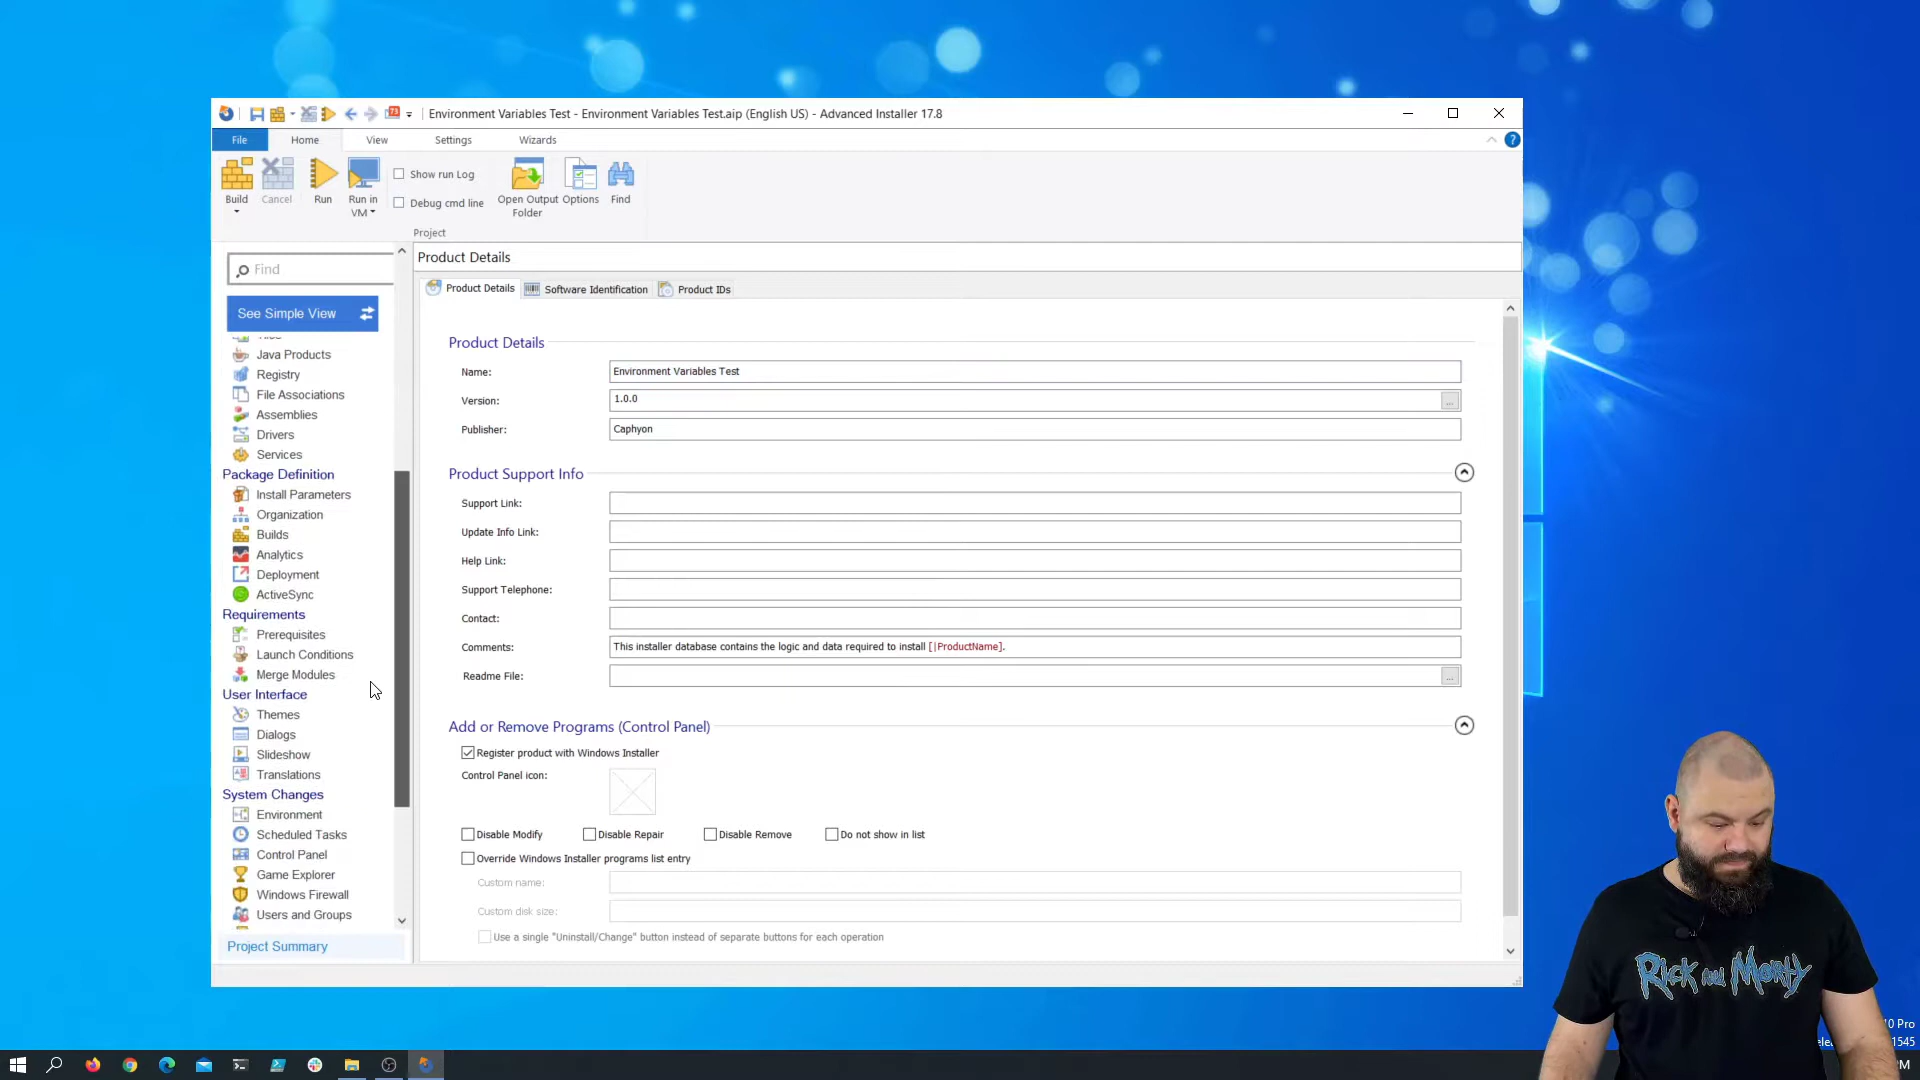 Environment Variables Test - Environment Variables Test.aip (English US) - Advanced Installer 17.8
File Home View Settings Wizards
Build Cancel Run Run in VM Show run Log Debug cmd line Open Output Folder Options Find
Project
Find
See Simple View
Java Products
Registry
File Associations
Assemblies
Drivers
Services
Package Definition
Install Parameters
Organization
Builds
Analytics
Deployment
ActiveSync
Requirements
Prerequisites
Launch Conditions
Merge Modules
User Interface
Themes
Dialogs
Slideshow
Translations
System Changes
Environment
Scheduled Tasks
Control Panel
Game Explorer
Windows Firewall
Users and Groups
Project Summary
Product Details
Product Details Software Identification Product IDs
Product Details
Name: Environment Variables Test
Version: 1.0.0 ...
Publisher: Caphyon
Product Support Info
Support Link:
Update Info Link:
Help Link:
Support Telephone:
Contact:
Comments: This installer database contains the logic and data required to install [|ProductName].
Readme File: ...
Add or Remove Programs (Control Panel)
Register product with Windows Installer
Control Panel icon:
Disable Modify Disable Repair Disable Remove Do not show in list
Override Windows Installer programs list entry
Custom name:
Custom disk size:
Use a single "Uninstall/Change" button instead of separate buttons for each operation
Rick and Morty
10 Pro
1545